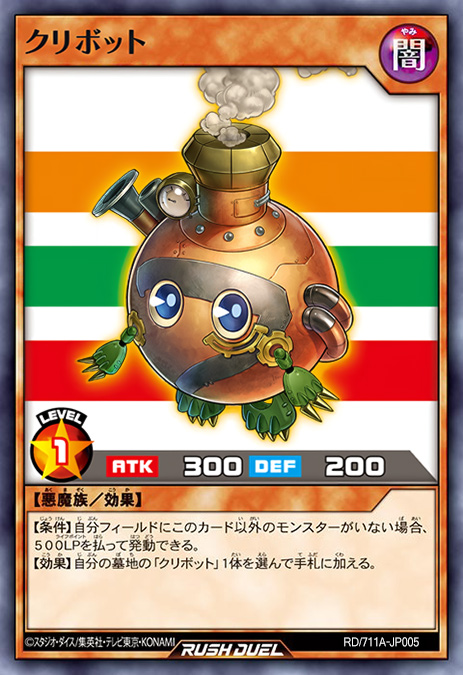 クリボット
やみ
闇
LEVEL
1
ATK 300 DEF 200
【悪魔族/効果】
【条件】自分フィールドにこのカード以外のモンスターがいない場合、
500LPを払って発動できる。
【効果】自分の墓地の「クリボット」1体を選んで手札に加える。
©スタジオ・ダイス/集英社・テレビ東京・KONAMI
RUSH DUEL
RD/711A-JP005